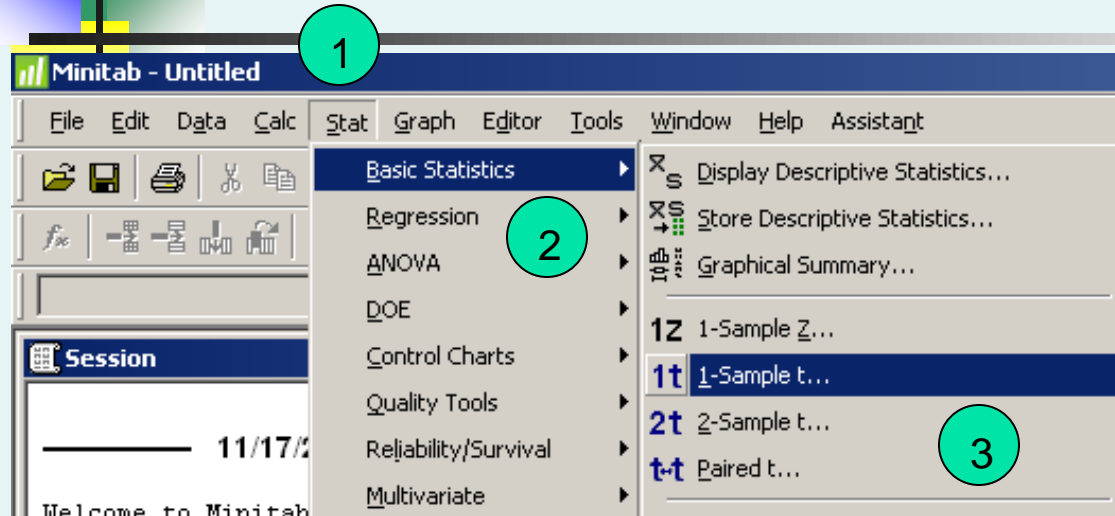 1
Minitab - Untitled
File Edit Data Calc Stat Graph Editor Tools Window Help Assistant
Basic Statistics
Regression
2
ANOVA
DOE
Control Charts
Quality Tools
Reliability/Survival
Multivariate
Display Descriptive Statistics...
Store Descriptive Statistics...
Graphical Summary...
1Z 1-Sample Z...
1t 1-Sample t...
2t 2-Sample t...
t-t Paired t...
3
Session
11/17/2
Welcome to Minitab